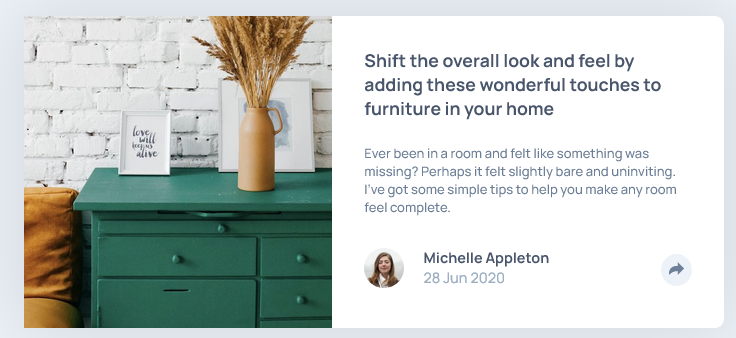 love
will
keep us
alive
Shift the overall look and feel by
adding these wonderful touches to
furniture in your home
Ever been in a room and felt like something was
missing? Perhaps it felt slightly bare and uninviting.
I've got some simple tips to help you make any room
feel complete.
Michelle Appleton
28 Jun 2020